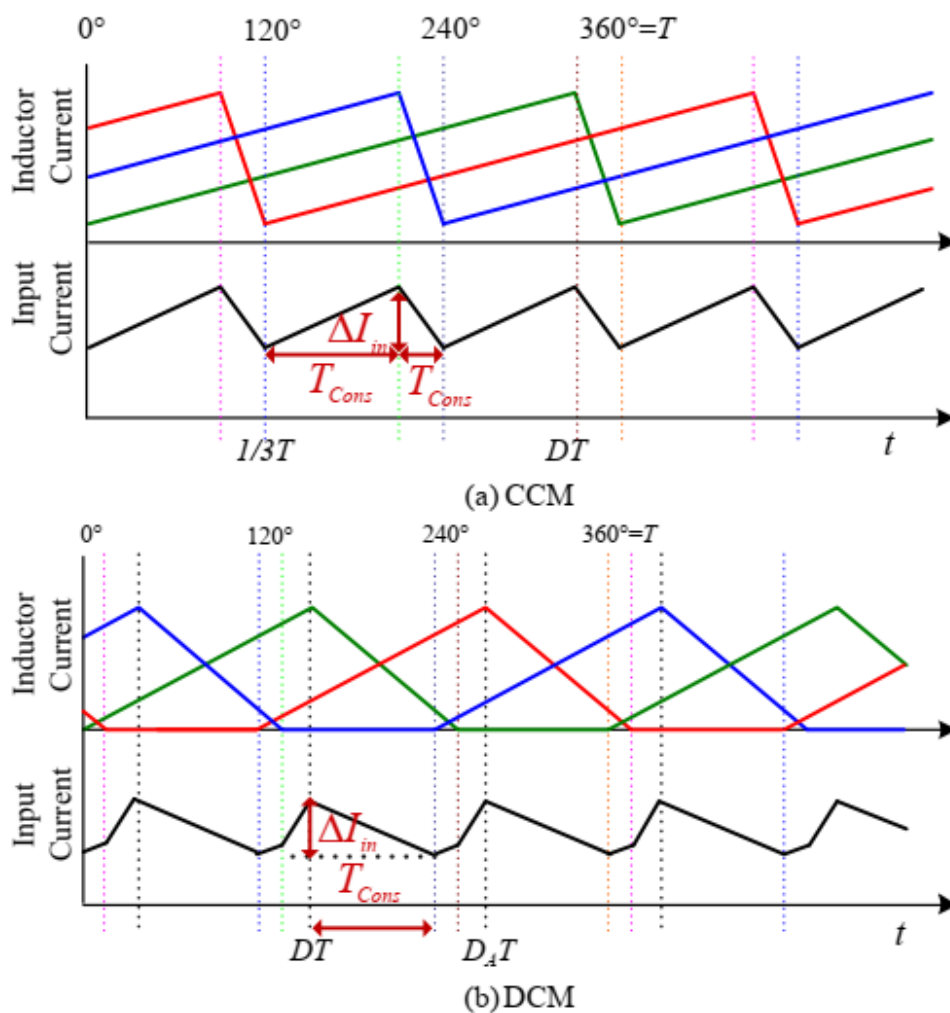 0° 120° 240° 360°=T
Inductor
Current
Input
Current
ΔI_in
T_Cons T_Cons
1/3T DT t
(a) CCM
0° 120° 240° 360°=T
Inductor
Current
Input
Current
ΔI_in
T_Cons
DT D_AT t
(b) DCM